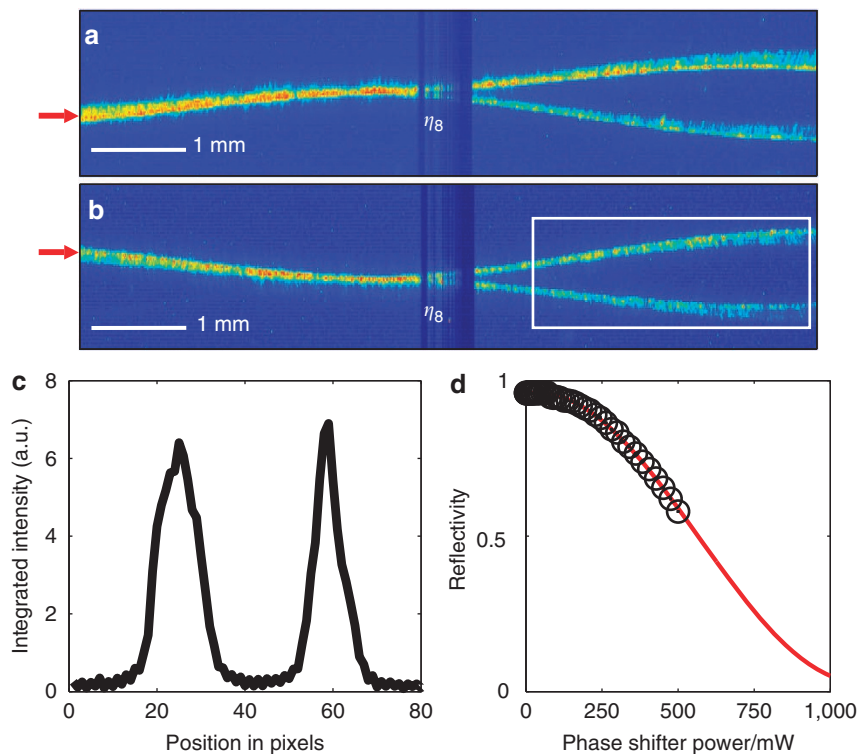 a
η8
1 mm
b
η8
1 mm
c
8
6
4
2
0
0 20 40 60 80
Integrated intensity (a.u.)
Position in pixels
d
1
0.5
0
0 250 500 750 1,000
Reflectivity
Phase shifter power/mW